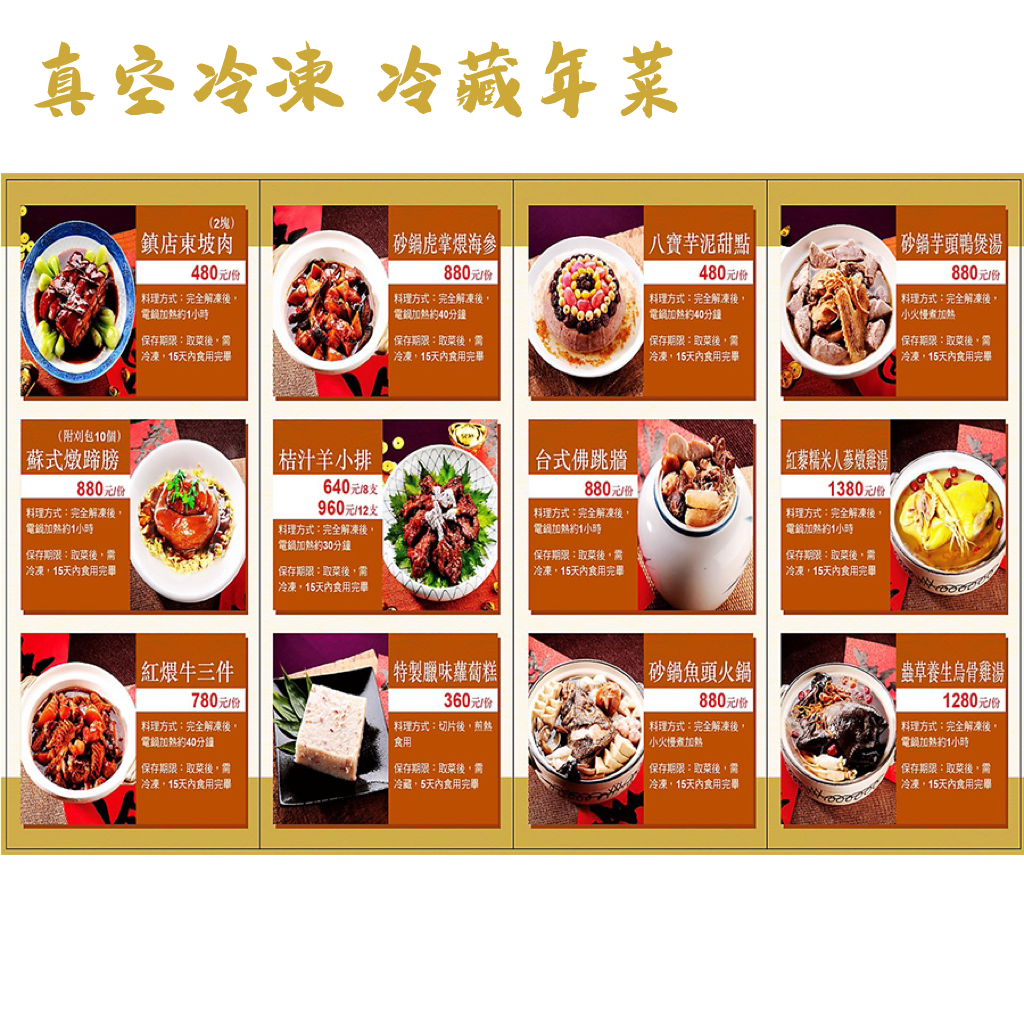 真空冷凍 冷藏年菜
(2塊)
鎮店東坡肉
480元/份
料理方式:完全解凍後,
電鍋加熱約1小時
保存期限:取菜後,需
冷凍,15天內食用完畢
砂鍋虎掌煨海參
880元/份
料理方式:完全解凍後,
電鍋加熱約40分鐘
保存期限:取菜後,需
冷凍,15天內食用完畢
八寶芋泥甜點
480元/份
料理方式:完全解凍後,
電鍋加熱約40分鐘
保存期限:取菜後,需
冷凍,15天內食用完畢
砂鍋芋頭鴨煲湯
880元/份
料理方式:完全解凍後,
小火慢煮加熱
保存期限:取菜後,需
冷凍,15天內食用完畢
(附刈包10個)
蘇式燉蹄膀
880元/份
料理方式:完全解凍後,
電鍋加熱約1小時
保存期限:取菜後,需
冷凍,15天內食用完畢
桔汁羊小排
640元/8支
960元/12支
料理方式:完全解凍後,
電鍋加熱約30分鐘
保存期限:取菜後,需
冷凍,15天內食用完畢
台式佛跳牆
880元/份
料理方式:完全解凍後,
電鍋加熱約1小時
保存期限:取菜後,需
冷凍,15天內食用完畢
紅藜糯米人蔘燉雞湯
1380元/份
料理方式:完全解凍後,
電鍋加熱約1小時
保存期限:取菜後,需
冷凍,15天內食用完畢
紅煨牛三件
780元/份
料理方式:完全解凍後,
電鍋加熱約40分鐘
保存期限:取菜後,需
冷凍,15天內食用完畢
特製臘味蘿蔔糕
360元/份
料理方式:切片後,煎熱
食用
保存期限:取菜後,需
冷藏,5天內食用完畢
砂鍋魚頭火鍋
880元/份
料理方式:完全解凍後,
小火慢煮加熱
保存期限:取菜後,需
冷凍,15天內食用完畢
蟲草養生烏骨雞湯
1280元/份
料理方式:完全解凍後,
電鍋加熱約1小時
保存期限:取菜後,需
冷凍,15天內食用完畢